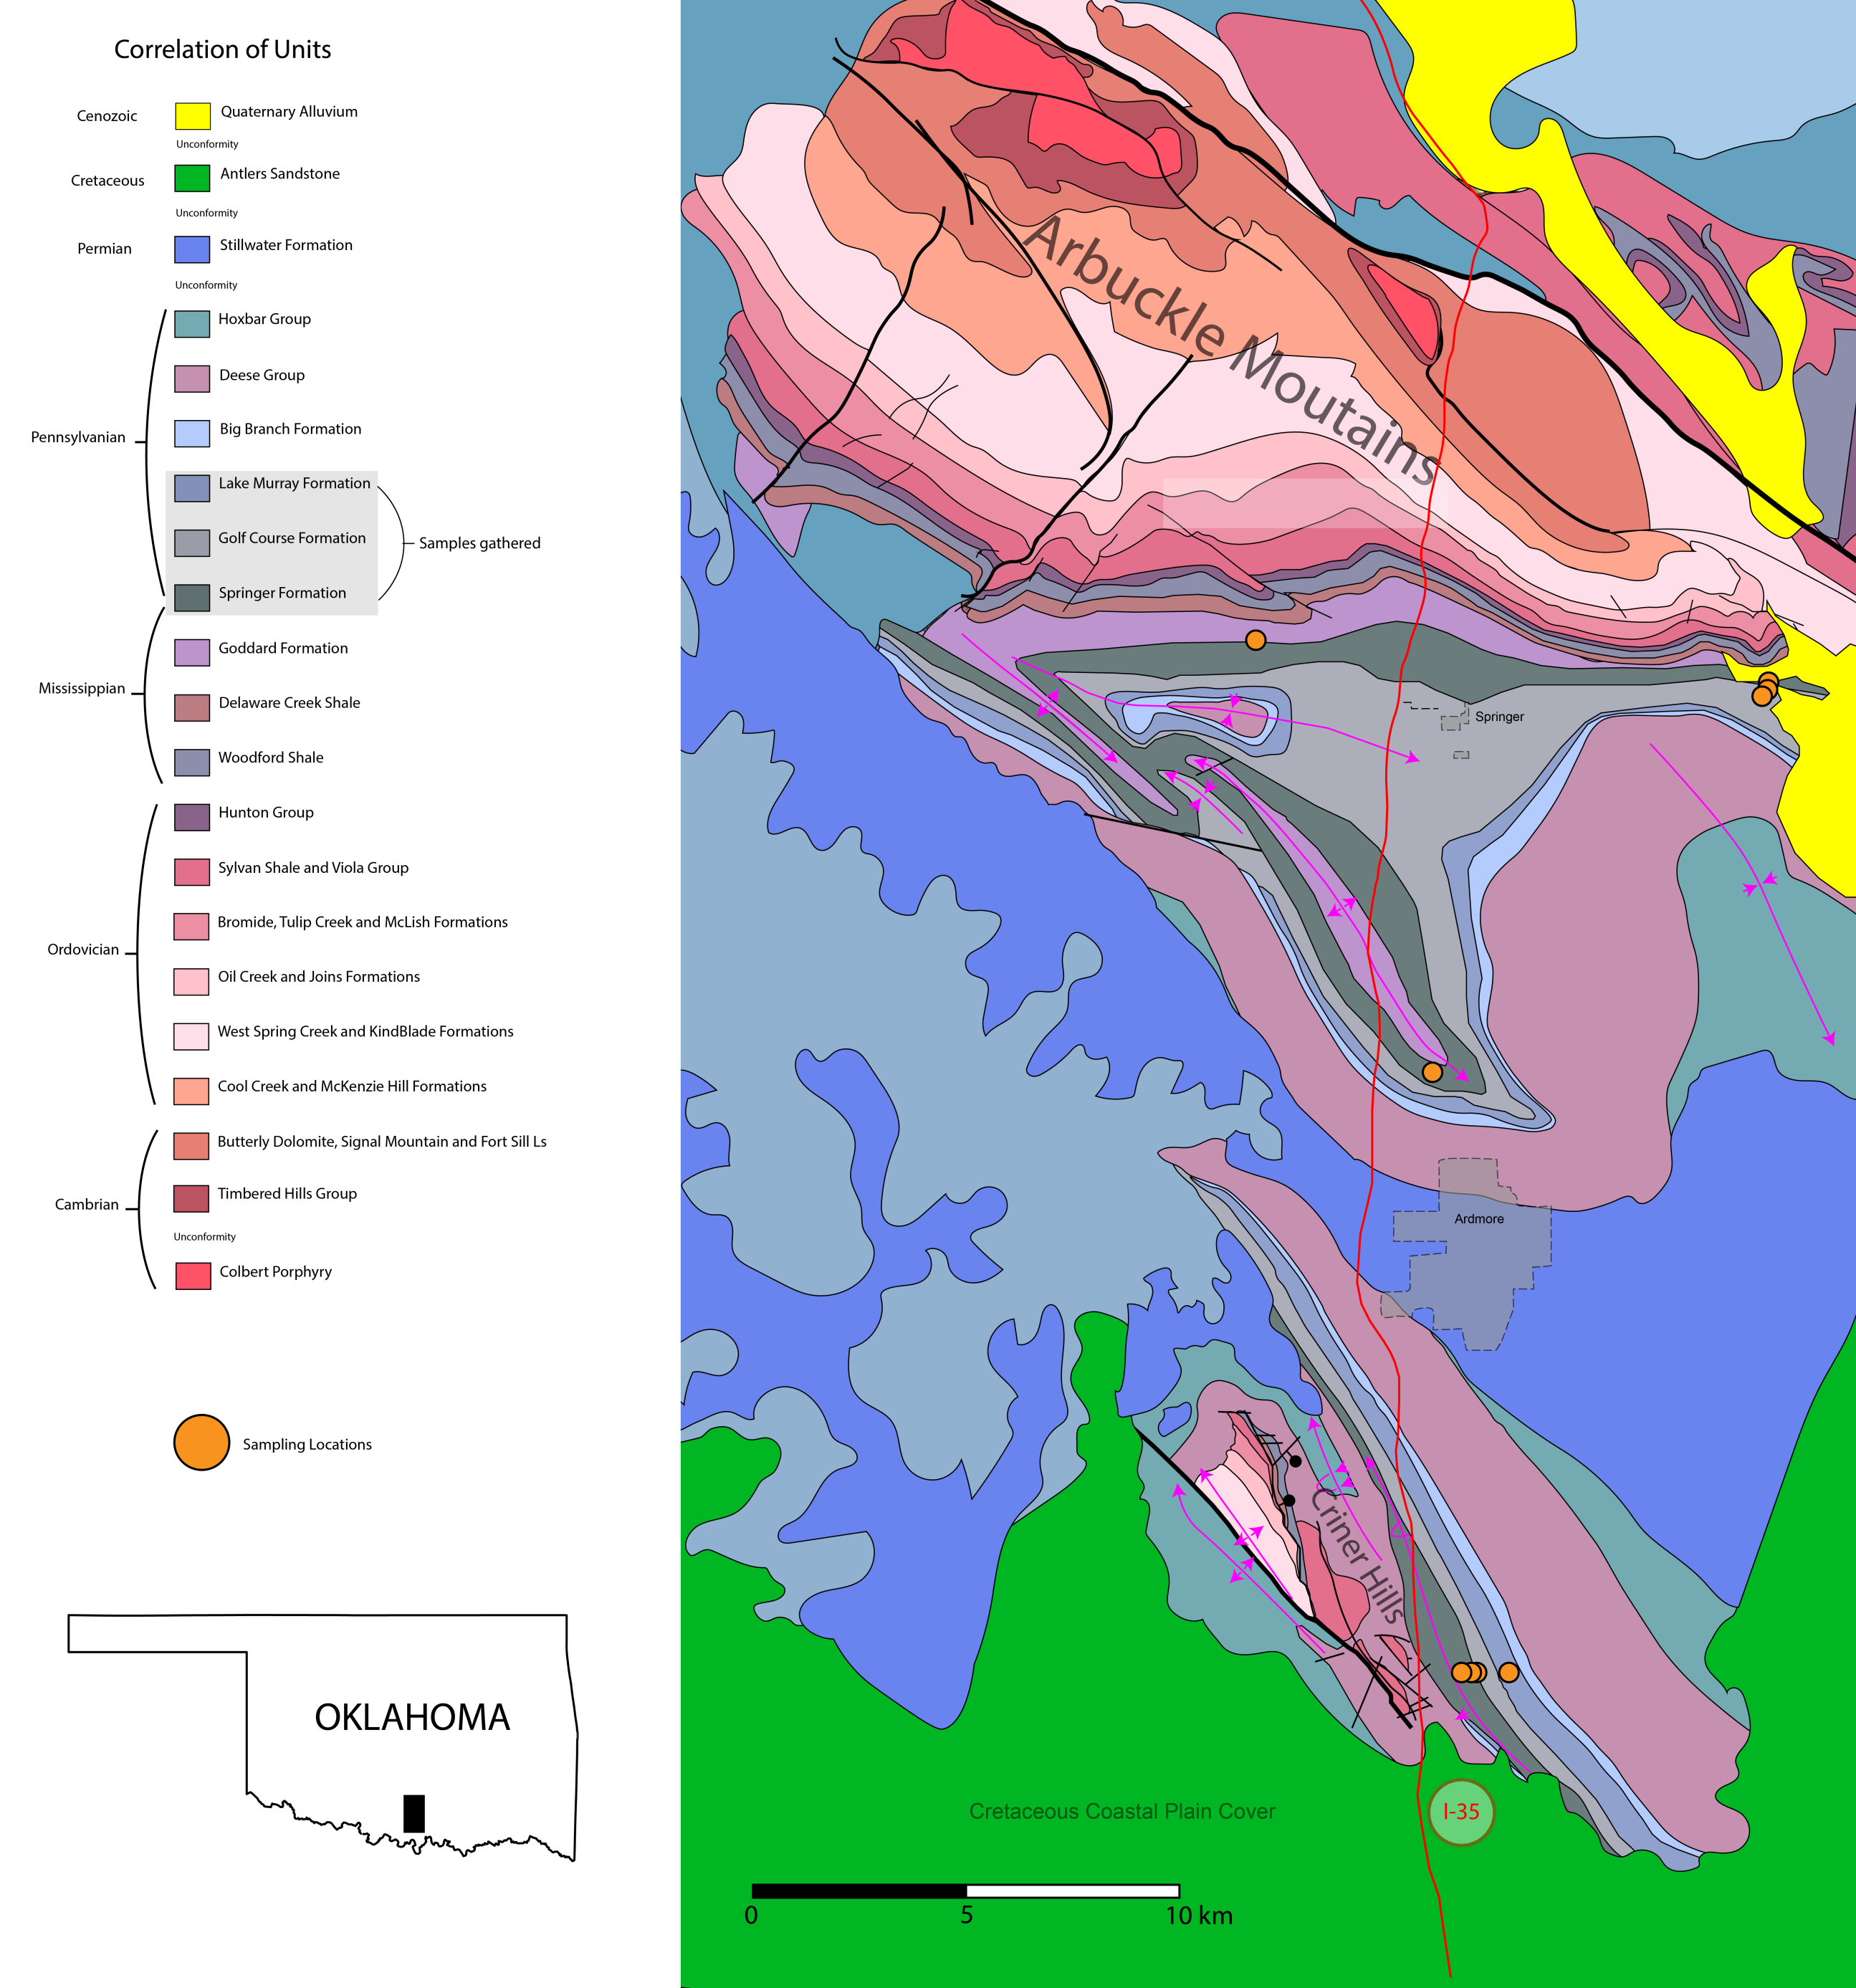 Correlation of Units
Cenozoic
Quaternary Alluvium
Unconformity
Cretaceous
Antlers Sandstone
Unconformity
Permian
Stillwater Formation
Unconformity
Hoxbar Group
Deese Group
Big Branch Formation
Pennsylvanian
Lake Murray Formation
Golf Course Formation
Samples gathered
Springer Formation
Goddard Formation
Mississippian
Delaware Creek Shale
Woodford Shale
Hunton Group
Sylvan Shale and Viola Group
Bromide, Tulip Creek and McLish Formations
Ordovician
Oil Creek and Joins Formations
West Spring Creek and KindBlade Formations
Cool Creek and McKenzie Hill Formations
Butterly Dolomite, Signal Mountain and Fort Sill Ls
Timbered Hills Group
Cambrian
Unconformity
Colbert Porphyry
Sampling Locations
OKLAHOMA
Arbuckle Moutains
Springer
Ardmore
Criner Hills
Cretaceous Coastal Plain Cover
I-35
0 5 10 km